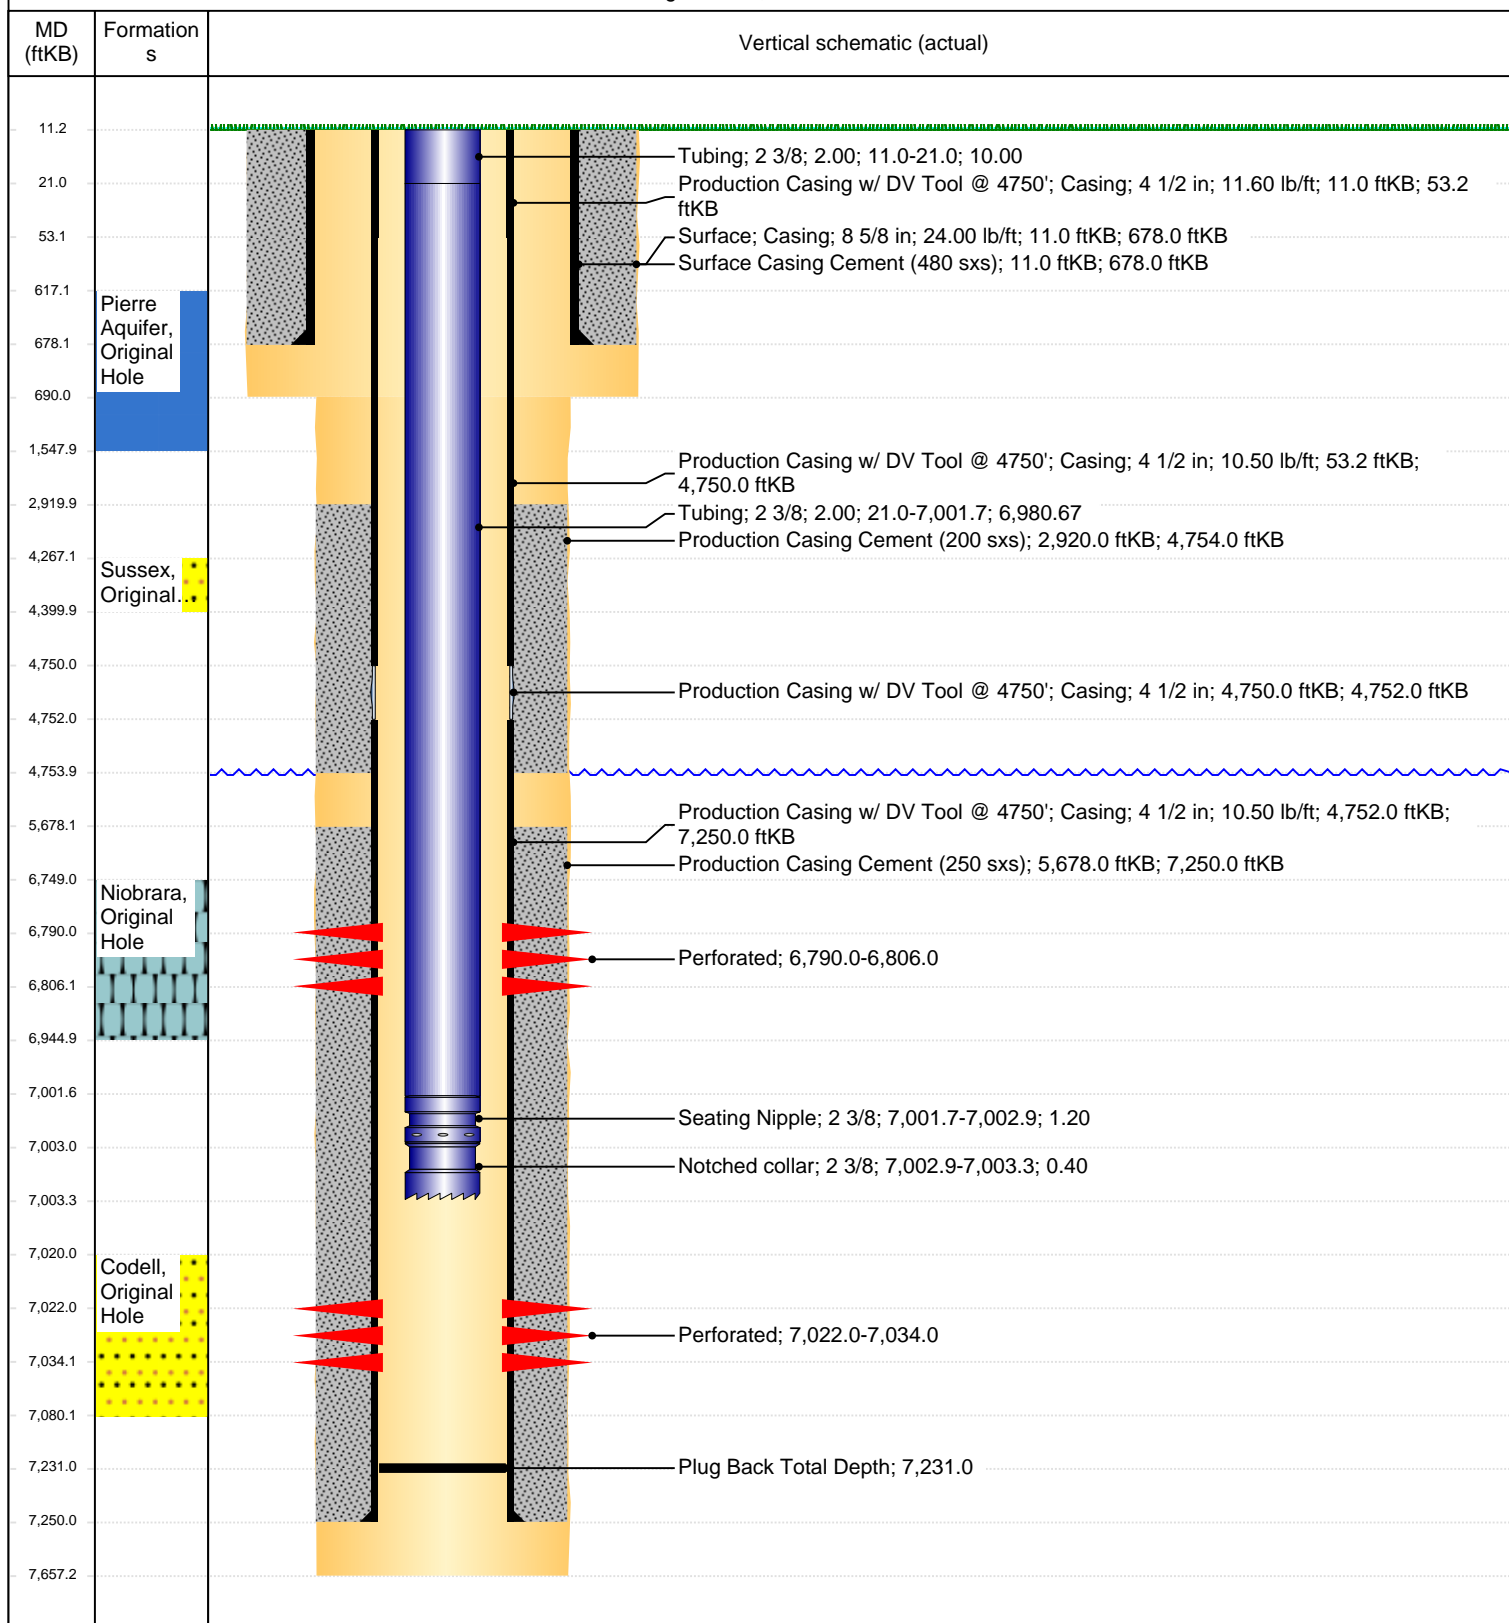 MD
(ftKB)
Formation
s
Vertical schematic (actual)
11.2
Tubing; 2 3/8; 2.00; 11.0-21.0; 10.00
21.0
Production Casing w/ DV Tool @ 4750'; Casing; 4 1/2 in; 11.60 lb/ft; 11.0 ftKB; 53.2
ftKB
53.1
Surface; Casing; 8 5/8 in; 24.00 lb/ft; 11.0 ftKB; 678.0 ftKB
Surface Casing Cement (480 sxs); 11.0 ftKB; 678.0 ftKB
617.1
Pierre
Aquifer,
Original
Hole
678.1
690.0
1,547.9
Production Casing w/ DV Tool @ 4750'; Casing; 4 1/2 in; 10.50 lb/ft; 53.2 ftKB;
4,750.0 ftKB
2,919.9
Tubing; 2 3/8; 2.00; 21.0-7,001.7; 6,980.67
Production Casing Cement (200 sxs); 2,920.0 ftKB; 4,754.0 ftKB
4,267.1
Sussex,
Original...
4,399.9
4,750.0
Production Casing w/ DV Tool @ 4750'; Casing; 4 1/2 in; 4,750.0 ftKB; 4,752.0 ftKB
4,752.0
4,753.9
Production Casing w/ DV Tool @ 4750'; Casing; 4 1/2 in; 10.50 lb/ft; 4,752.0 ftKB;
7,250.0 ftKB
5,678.1
Production Casing Cement (250 sxs); 5,678.0 ftKB; 7,250.0 ftKB
6,749.0
Niobrara,
Original
Hole
6,790.0
Perforated; 6,790.0-6,806.0
6,806.1
6,944.9
7,001.6
Seating Nipple; 2 3/8; 7,001.7-7,002.9; 1.20
7,003.0
Notched collar; 2 3/8; 7,002.9-7,003.3; 0.40
7,003.3
7,020.0
Codell,
Original
Hole
7,022.0
Perforated; 7,022.0-7,034.0
7,034.1
7,080.1
7,231.0
Plug Back Total Depth; 7,231.0
7,250.0
7,657.2